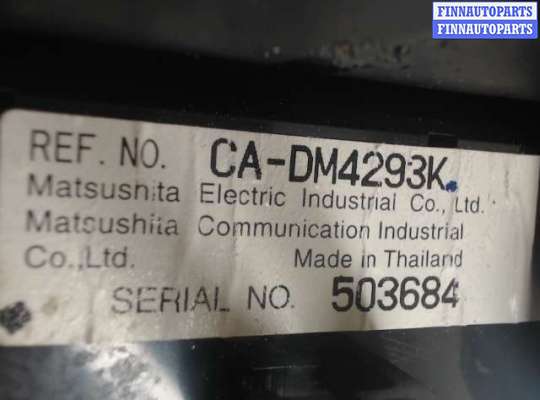 FINNAUTOPARTS
FINNAUTOPARTS
REF. NO. CA-DM4293K
Matsushita Electric Industrial Co., Ltd.
Matsushita Communication Industrial
Co.,Ltd. Made in Thailand
SERIAL NO. 503684